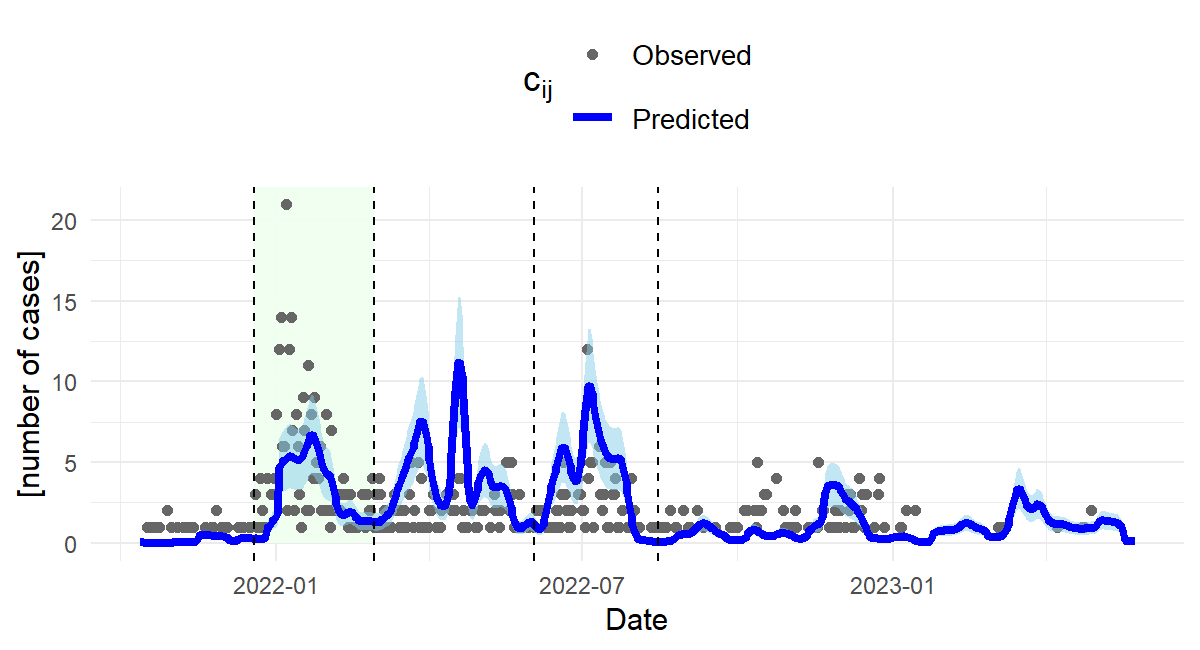 c_ij
Observed
Predicted
[number of cases]
20
15
10
5
0
2022-01
2022-07
2023-01
Date